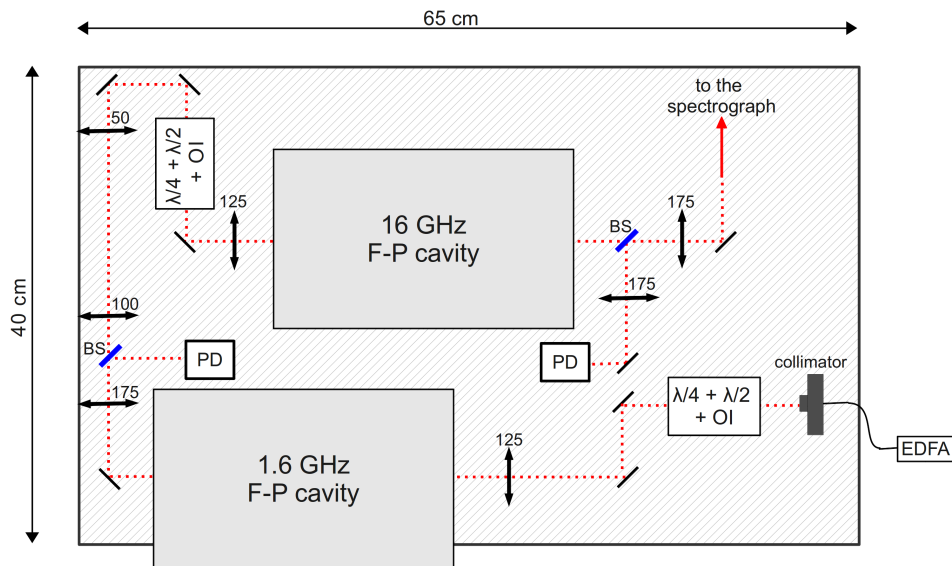 65 cm
40 cm
50
λ/4 + λ/2
+ OI
125
16 GHz
F-P cavity
BS
175
to the
spectrograph
175
100
BS
PD
PD
175
collimator
λ/4 + λ/2
+ OI
EDFA
125
1.6 GHz
F-P cavity